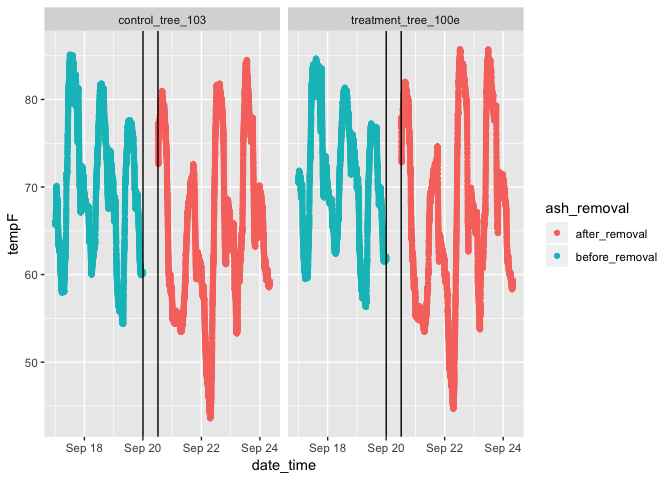 control_tree_103
treatment_tree_100e
80
70
60
50
tempF
Sep 18
Sep 20
Sep 22
Sep 24
Sep 18
Sep 20
Sep 22
Sep 24
date_time
ash_removal
after_removal
before_removal